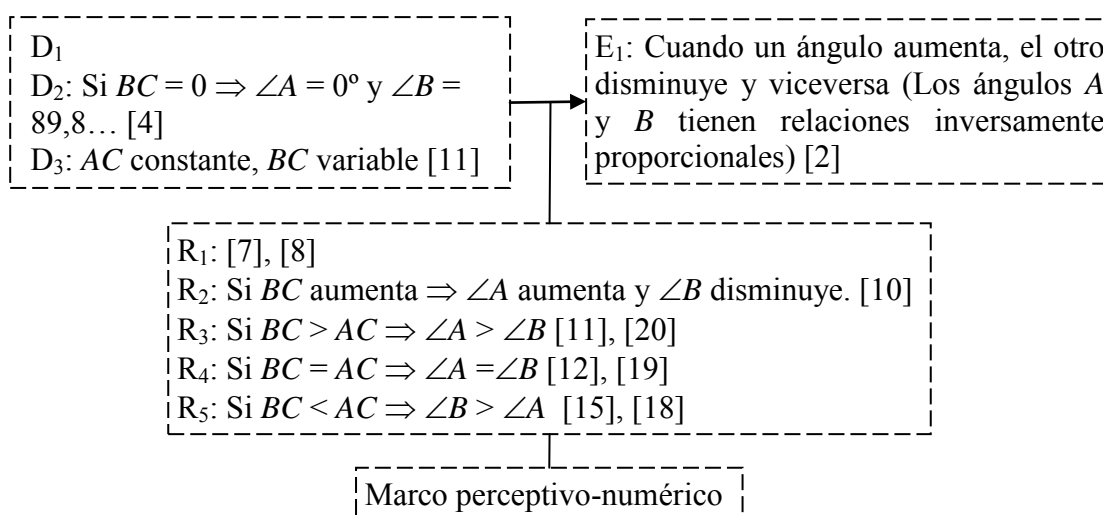 D₁
D₂: Si BC = 0 ⇒ ∠A = 0º y ∠B =
89,8… [4]
D₃: AC constante, BC variable [11]
E₁: Cuando un ángulo aumenta, el otro
disminuye y viceversa (Los ángulos A
y B tienen relaciones inversamente
proporcionales) [2]
R₁: [7], [8]
R₂: Si BC aumenta ⇒ ∠A aumenta y ∠B disminuye. [10]
R₃: Si BC > AC ⇒ ∠A > ∠B [11], [20]
R₄: Si BC = AC ⇒ ∠A =∠B [12], [19]
R₅: Si BC < AC ⇒ ∠B > ∠A [15], [18]
Marco perceptivo-numérico